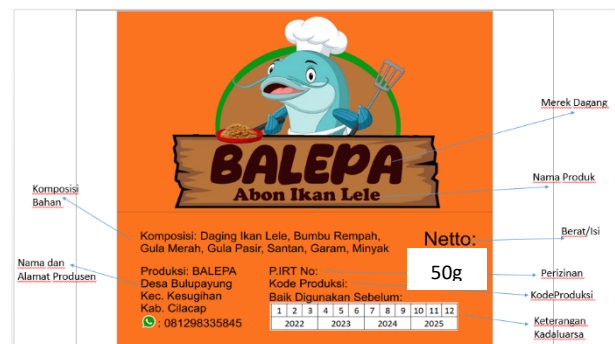 BALEPA
Abon Ikan Lele
Merek Dagang
Nama Produk
Komposisi
Bahan
Komposisi: Daging Ikan Lele, Bumbu Rempah,
Gula Merah, Gula Pasir, Santan, Garam, Minyak
Netto:
50g
Berat/Isi
Nama dan
Alamat Produsen
Produksi: BALEPA
Desa Bulupayung
Kec. Kesugihan
Kab. Cilacap
: 081298335845
P.IRT No:
Kode Produksi:
Baik Digunakan Sebelum:
1 2 3 4 5 6 7 8 9 10 11 12
2022 2023 2024 2025
Perizinan
KodeProduksi
Keterangan
Kadaluarsa